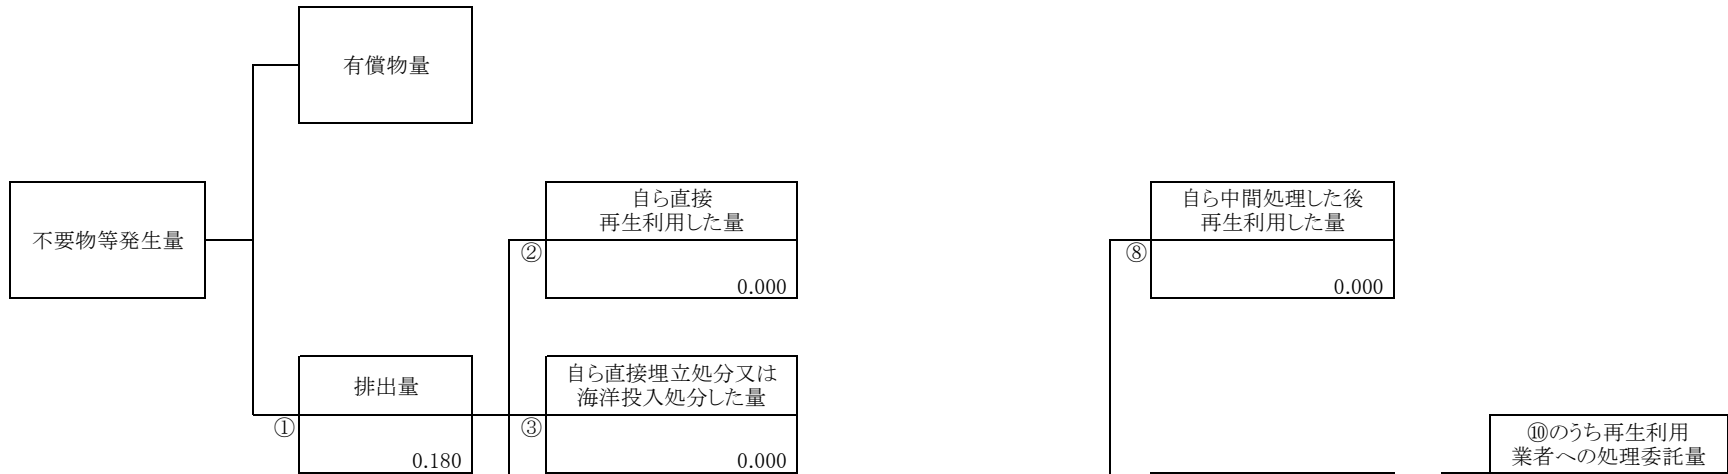 有償物量
不要物等発生量
自ら直接
再生利用した量
②
0.000
自ら中間処理した後
再生利用した量
⑧
0.000
排出量
①
0.180
自ら直接埋立処分又は
海洋投入処分した量
③
0.000
⑩のうち再生利用
業者への処理委託量